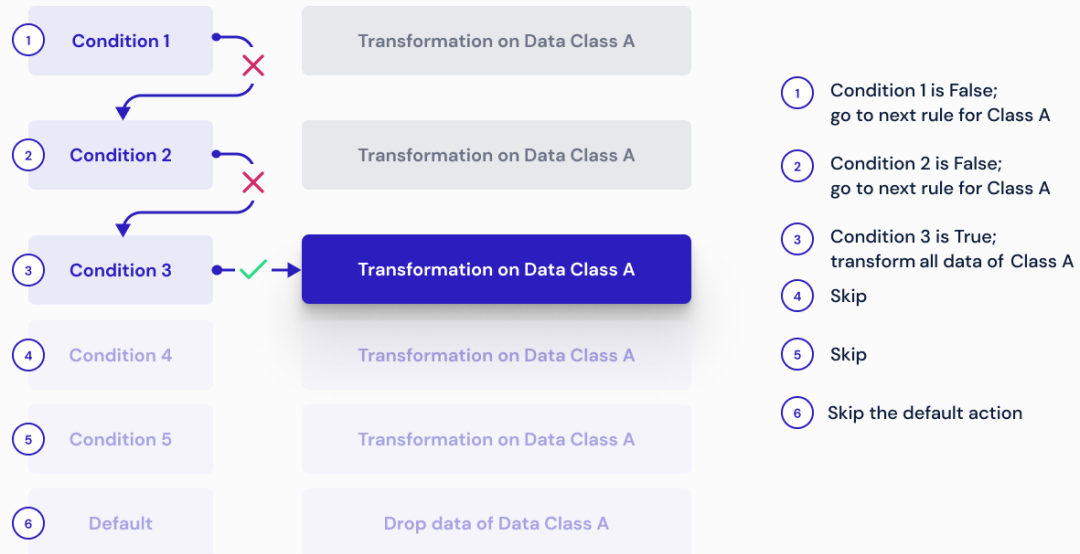 1
Condition 1
Transformation on Data Class A
2
Condition 2
Transformation on Data Class A
3
Condition 3
Transformation on Data Class A
4
Condition 4
Transformation on Data Class A
5
Condition 5
Transformation on Data Class A
6
Default
Drop data of Data Class A
1
Condition 1 is False;
go to next rule for Class A
2
Condition 2 is False;
go to next rule for Class A
3
Condition 3 is True;
transform all data of Class A
4
Skip
5
Skip
6
Skip the default action